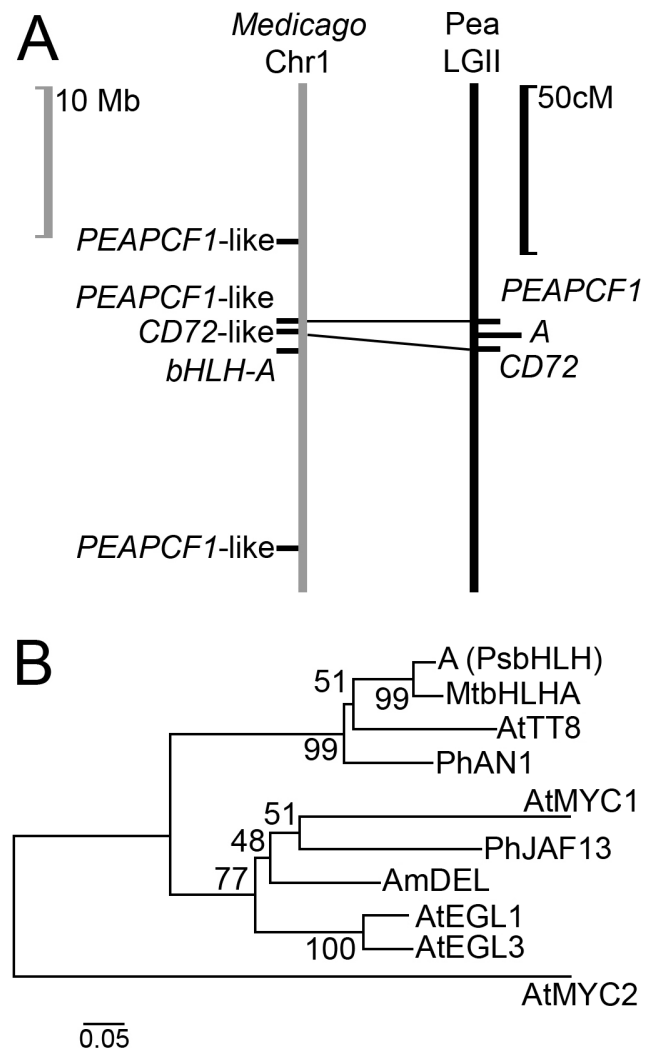 A
Medicago
Chr1
Pea
LGII
10 Mb
50cM
PEAPCF1-like
PEAPCF1-like
PEAPCF1
CD72-like
A
bHLH-A
CD72
PEAPCF1-like
B
A (PsbHLH)
51
99
MtbHLHA
AtTT8
99
PhAN1
AtMYC1
51
48
PhJAF13
77
AmDEL
AtEGL1
100
AtEGL3
AtMYC2
0.05